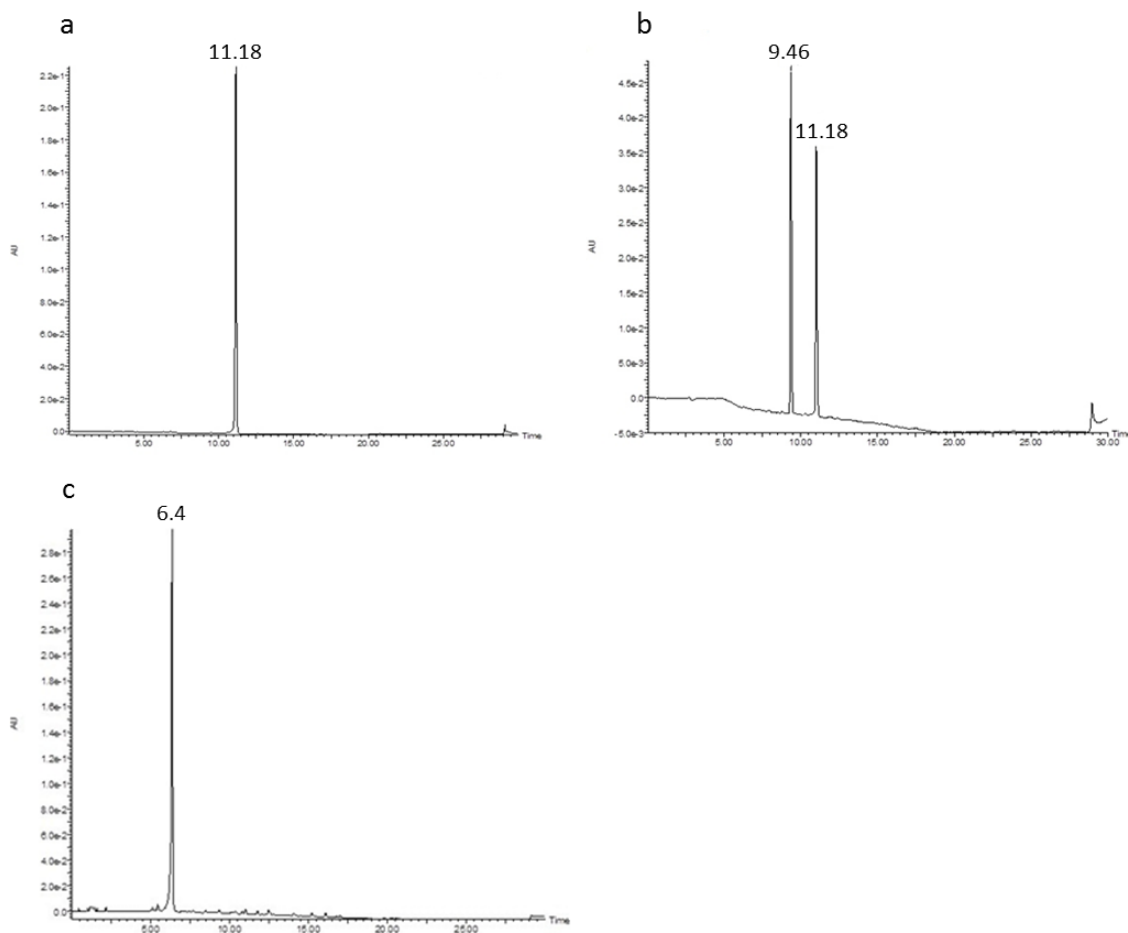 a
11.18
2.2e-1
2.0e-1
1.8e-1
1.6e-1
1.4e-1
1.2e-1
AU
1.0e-1
8.0e-2
6.0e-2
4.0e-2
2.0e-2
0.0
5.00 10.00 15.00 20.00 25.00 Time
b
9.46
11.18
4.5e-2
4.0e-2
3.5e-2
3.0e-2
2.5e-2
AU
2.0e-2
1.5e-2
1.0e-2
5.0e-3
0.0
-5.0e-3
5.00 10.00 15.00 20.00 25.00 30.00 Time
c
6.4
2.8e-1
2.6e-1
2.4e-1
2.2e-1
2.0e-1
1.8e-1
1.6e-1
AU
1.4e-1
1.2e-1
1.0e-1
8.0e-2
6.0e-2
4.0e-2
2.0e-2
0.0
5.00 10.00 15.00 20.00 25.00 Time